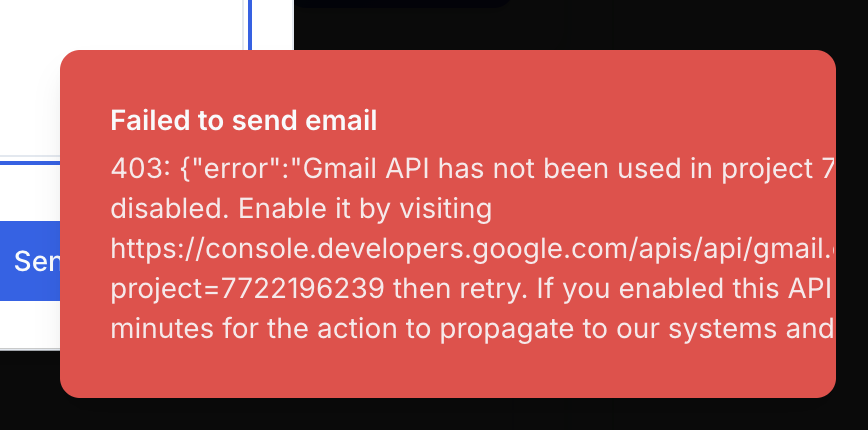 Failed to send email
403: {"error":"Gmail API has not been used in project 7
disabled. Enable it by visiting
https://console.developers.google.com/apis/api/gmail.
Sen
project=7722196239 then retry. If you enabled this API
minutes for the action to propagate to our systems and